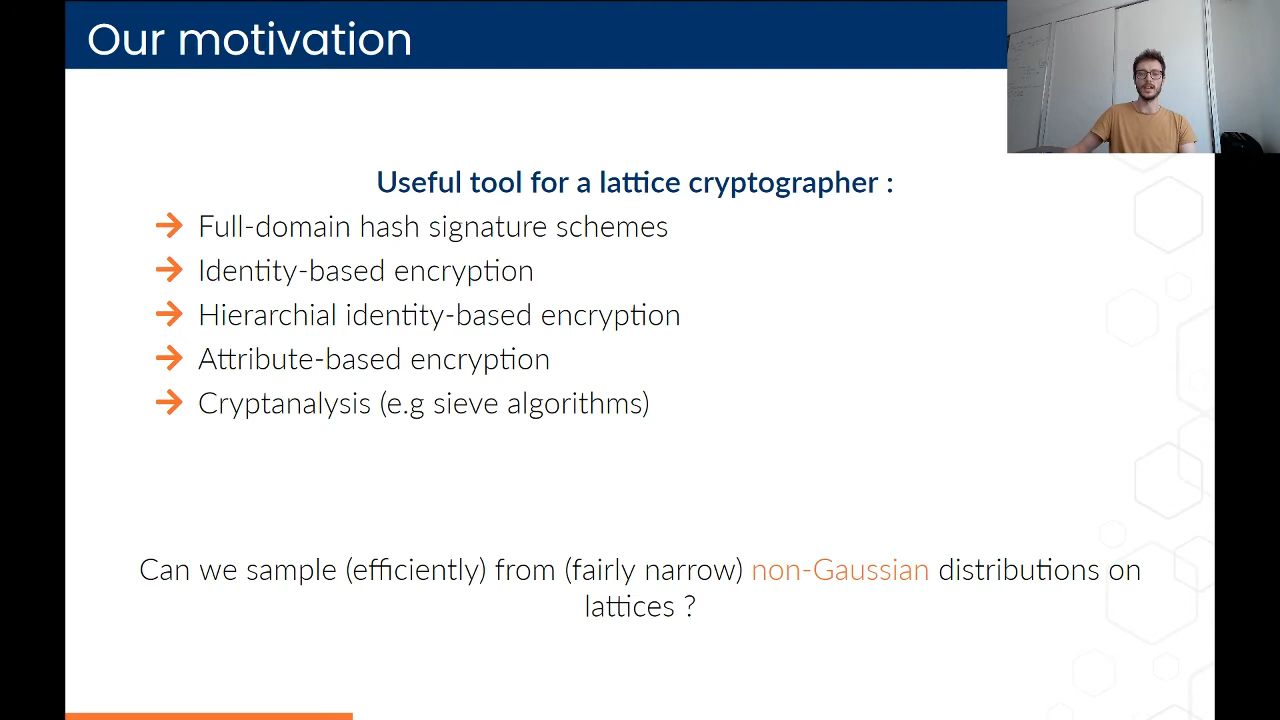 Our motivation
Useful tool for a lattice cryptographer :
→ Full-domain hash signature schemes
→ Identity-based encryption
→ Hierarchial identity-based encryption
→ Attribute-based encryption
→ Cryptanalysis (e.g sieve algorithms)
Can we sample (efficiently) from (fairly narrow) non-Gaussian distributions on
lattices ?